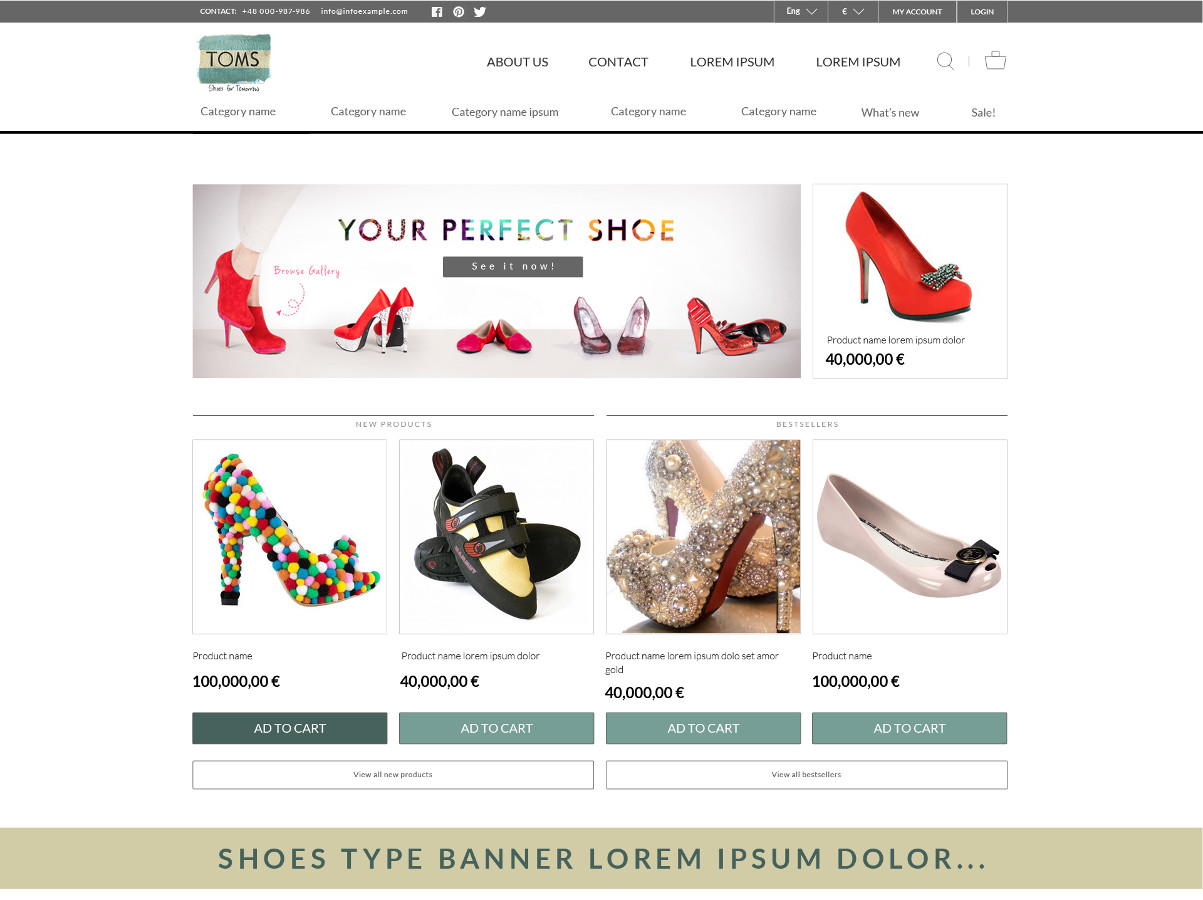 CONTACT: +48 000-987-986 info@infoexample.com Eng € MY ACCOUNT LOGIN
TOMS
Shoes for Tomorrow
ABOUT US CONTACT LOREM IPSUM LOREM IPSUM
Category name Category name Category name ipsum Category name Category name What's new Sale!
YOUR PERFECT SHOE
See it now!
Browse Gallery
Product name lorem ipsum dolor
40,000,00 €
NEW PRODUCTS BESTSELLERS
MAMMUT
Product name
100,000,00 €
Product name lorem ipsum dolor
40,000,00 €
Product name lorem ipsum dolo set amor
gold
40,000,00 €
Product name
100,000,00 €
AD TO CART AD TO CART AD TO CART AD TO CART
View all new products View all bestsellers
SHOES TYPE BANNER LOREM IPSUM DOLOR...